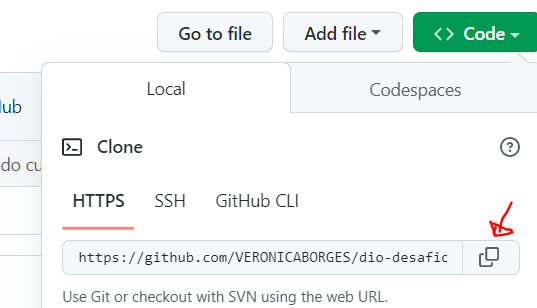 Go to file
Add file
<> Code
Hub
Local
Codespaces
do cu
Clone
HTTPS
SSH
GitHub CLI
https://github.com/VERONICABORGES/dio-desafic
Use Git or checkout with SVN using the web URL.